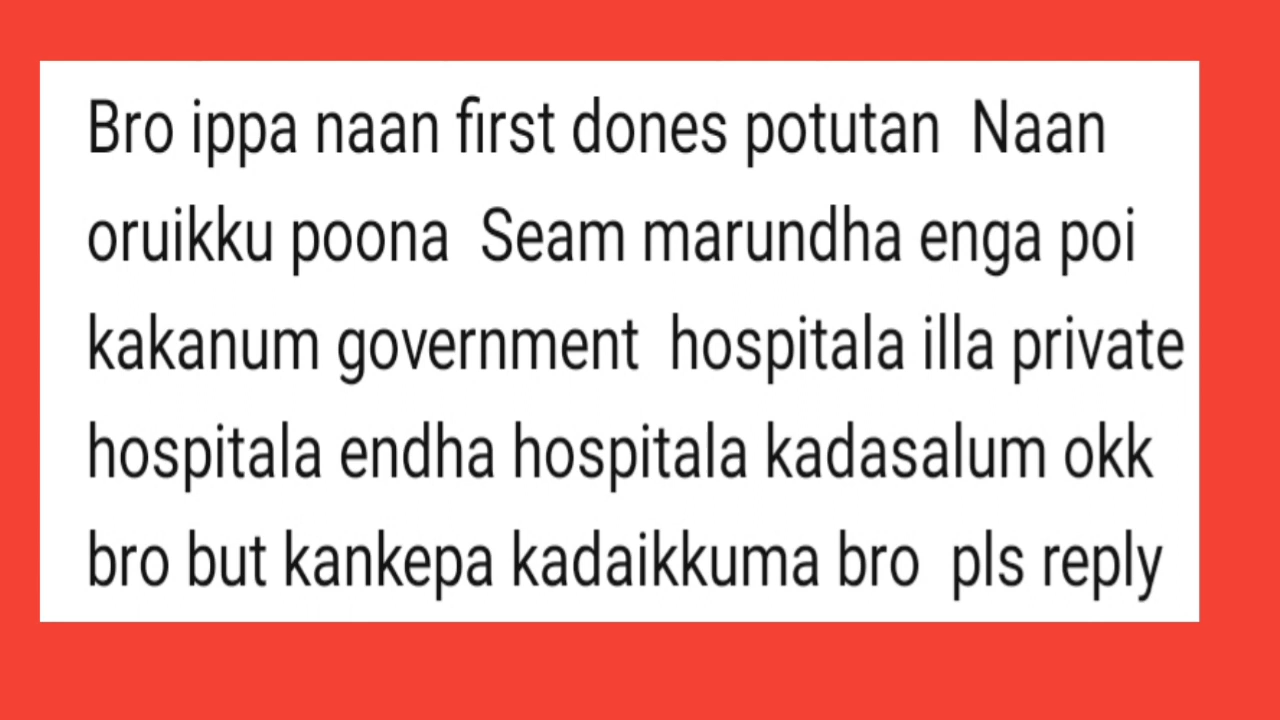 Bro ippa naan first dones potutan Naan
oruikku poona Seam marundha enga poi
kakanum government hospitala illa private
hospitala endha hospitala kadasalum okk
bro but kankepa kadaikkuma bro pls reply